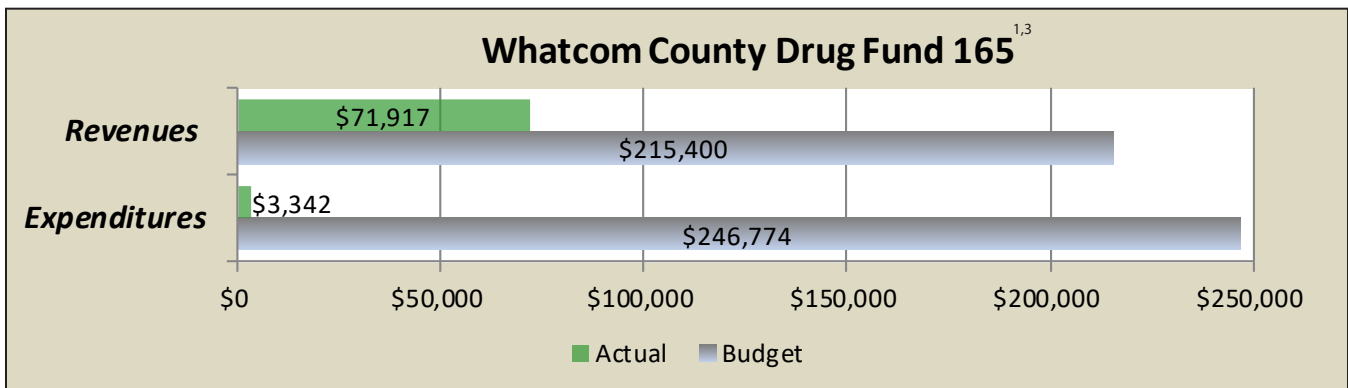 Whatcom County Drug Fund 165 1,3
Revenues
$71,917
$215,400
Expenditures
$3,342
$246,774
$0 $50,000 $100,000 $150,000 $200,000 $250,000
Actual Budget